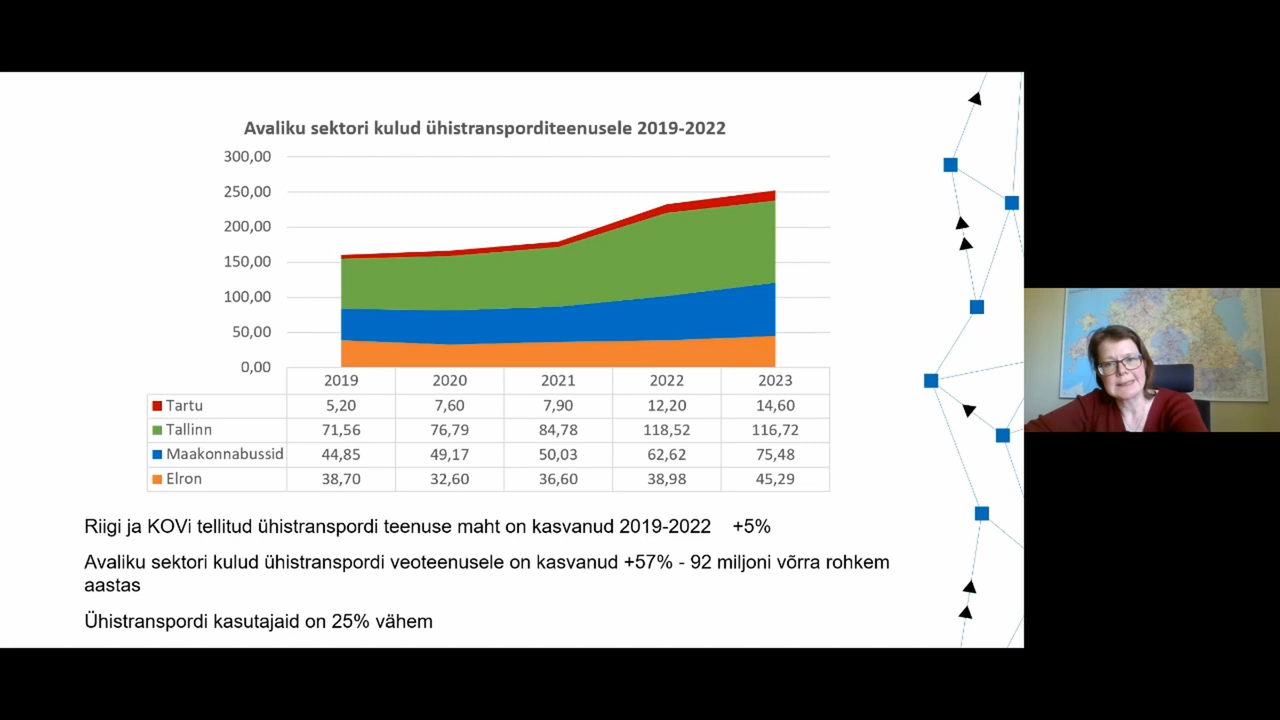 Avaliku sektori kulud ühistransporditeenusele 2019-2022
300,00
250,00
200,00
150,00
100,00
50,00
0,00
2019 2020 2021 2022 2023
Tartu 5,20 7,60 7,90 12,20 14,60
Tallinn 71,56 76,79 84,78 118,52 116,72
Maakonnabussid 44,85 49,17 50,03 62,62 75,48
Elron 38,70 32,60 36,60 38,98 45,29
Riigi ja KOVi tellitud ühistranspordi teenuse maht on kasvanud 2019-2022 +5%
Avaliku sektori kulud ühistranspordi veoteenusele on kasvanud +57% - 92 miljoni võrra rohkem
aastas
Ühistranspordi kasutajaid on 25% vähem